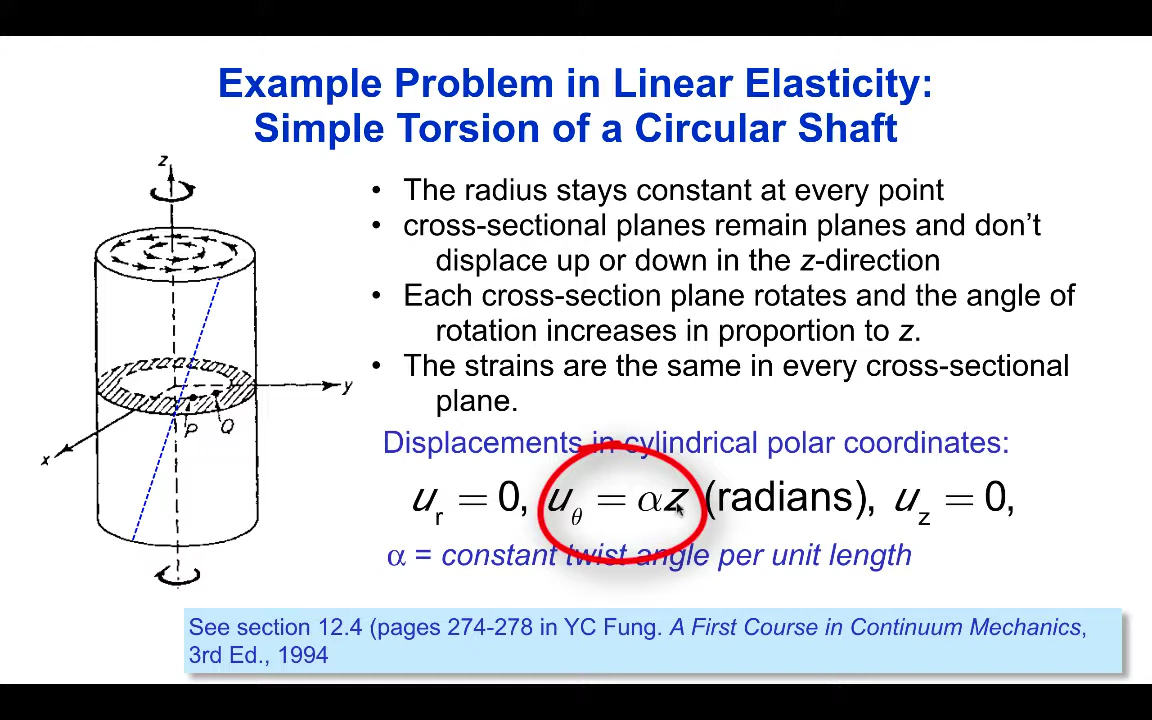 Example Problem in Linear Elasticity:
Simple Torsion of a Circular Shaft
z
y
x
P
Q
• The radius stays constant at every point
• cross-sectional planes remain planes and don’t
displace up or down in the z-direction
• Each cross-section plane rotates and the angle of
rotation increases in proportion to z.
• The strains are the same in every cross-sectional
plane.
Displacements in cylindrical polar coordinates:
u_r = 0, u_θ = αz (radians), u_z = 0,
α = constant twist angle per unit length
See section 12.4 (pages 274-278 in YC Fung. A First Course in Continuum Mechanics,
3rd Ed., 1994